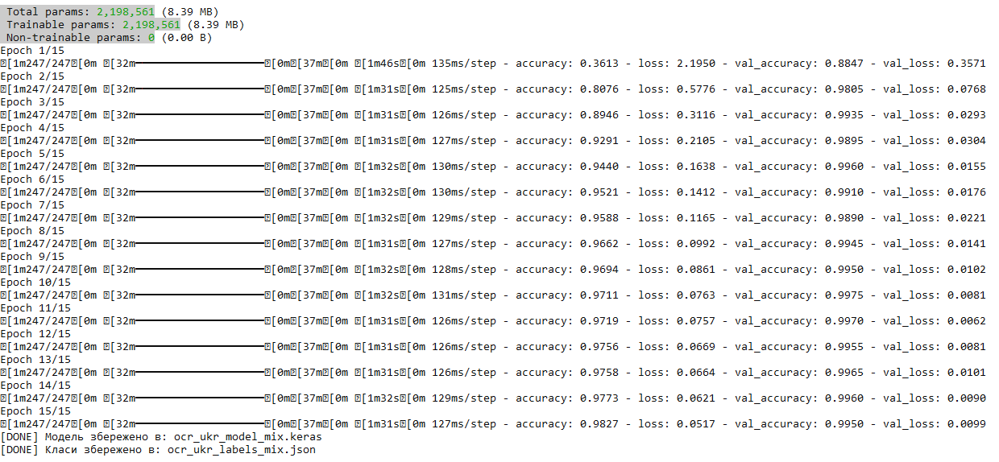 Total params: 2,198,561 (8.39 MB)
Trainable params: 2,198,561 (8.39 MB)
Non-trainable params: 0 (0.00 B)
Epoch 1/15
[1m247/247[0m [32m━━━━━━━━━━━━━━━━━━━━[0m[37m[0m [1m46s[0m 135ms/step - accuracy: 0.3613 - loss: 2.1950 - val_accuracy: 0.8847 - val_loss: 0.3571
Epoch 2/15
[1m247/247[0m [32m━━━━━━━━━━━━━━━━━━━━[0m[37m[0m [1m31s[0m 125ms/step - accuracy: 0.8076 - loss: 0.5776 - val_accuracy: 0.9805 - val_loss: 0.0768
Epoch 3/15
[1m247/247[0m [32m━━━━━━━━━━━━━━━━━━━━[0m[37m[0m [1m31s[0m 126ms/step - accuracy: 0.8946 - loss: 0.3116 - val_accuracy: 0.9935 - val_loss: 0.0293
Epoch 4/15
[1m247/247[0m [32m━━━━━━━━━━━━━━━━━━━━[0m[37m[0m [1m31s[0m 127ms/step - accuracy: 0.9291 - loss: 0.2105 - val_accuracy: 0.9895 - val_loss: 0.0304
Epoch 5/15
[1m247/247[0m [32m━━━━━━━━━━━━━━━━━━━━[0m[37m[0m [1m32s[0m 130ms/step - accuracy: 0.9440 - loss: 0.1638 - val_accuracy: 0.9960 - val_loss: 0.0155
Epoch 6/15
[1m247/247[0m [32m━━━━━━━━━━━━━━━━━━━━[0m[37m[0m [1m32s[0m 130ms/step - accuracy: 0.9521 - loss: 0.1412 - val_accuracy: 0.9910 - val_loss: 0.0176
Epoch 7/15
[1m247/247[0m [32m━━━━━━━━━━━━━━━━━━━━[0m[37m[0m [1m32s[0m 129ms/step - accuracy: 0.9588 - loss: 0.1165 - val_accuracy: 0.9890 - val_loss: 0.0221
Epoch 8/15
[1m247/247[0m [32m━━━━━━━━━━━━━━━━━━━━[0m[37m[0m [1m31s[0m 127ms/step - accuracy: 0.9662 - loss: 0.0992 - val_accuracy: 0.9945 - val_loss: 0.0141
Epoch 9/15
[1m247/247[0m [32m━━━━━━━━━━━━━━━━━━━━[0m[37m[0m [1m32s[0m 128ms/step - accuracy: 0.9694 - loss: 0.0861 - val_accuracy: 0.9950 - val_loss: 0.0102
Epoch 10/15
[1m247/247[0m [32m━━━━━━━━━━━━━━━━━━━━[0m[37m[0m [1m32s[0m 131ms/step - accuracy: 0.9711 - loss: 0.0763 - val_accuracy: 0.9975 - val_loss: 0.0081
Epoch 11/15
[1m247/247[0m [32m━━━━━━━━━━━━━━━━━━━━[0m[37m[0m [1m31s[0m 126ms/step - accuracy: 0.9719 - loss: 0.0757 - val_accuracy: 0.9970 - val_loss: 0.0062
Epoch 12/15
[1m247/247[0m [32m━━━━━━━━━━━━━━━━━━━━[0m[37m[0m [1m31s[0m 126ms/step - accuracy: 0.9756 - loss: 0.0669 - val_accuracy: 0.9955 - val_loss: 0.0081
Epoch 13/15
[1m247/247[0m [32m━━━━━━━━━━━━━━━━━━━━[0m[37m[0m [1m31s[0m 126ms/step - accuracy: 0.9758 - loss: 0.0664 - val_accuracy: 0.9965 - val_loss: 0.0101
Epoch 14/15
[1m247/247[0m [32m━━━━━━━━━━━━━━━━━━━━[0m[37m[0m [1m32s[0m 129ms/step - accuracy: 0.9773 - loss: 0.0621 - val_accuracy: 0.9960 - val_loss: 0.0090
Epoch 15/15
[1m247/247[0m [32m━━━━━━━━━━━━━━━━━━━━[0m[37m[0m [1m31s[0m 127ms/step - accuracy: 0.9827 - loss: 0.0517 - val_accuracy: 0.9950 - val_loss: 0.0099
[DONE] Модель збережено в: ocr_ukr_model_mix.keras
[DONE] Класи збережено в: ocr_ukr_labels_mix.json